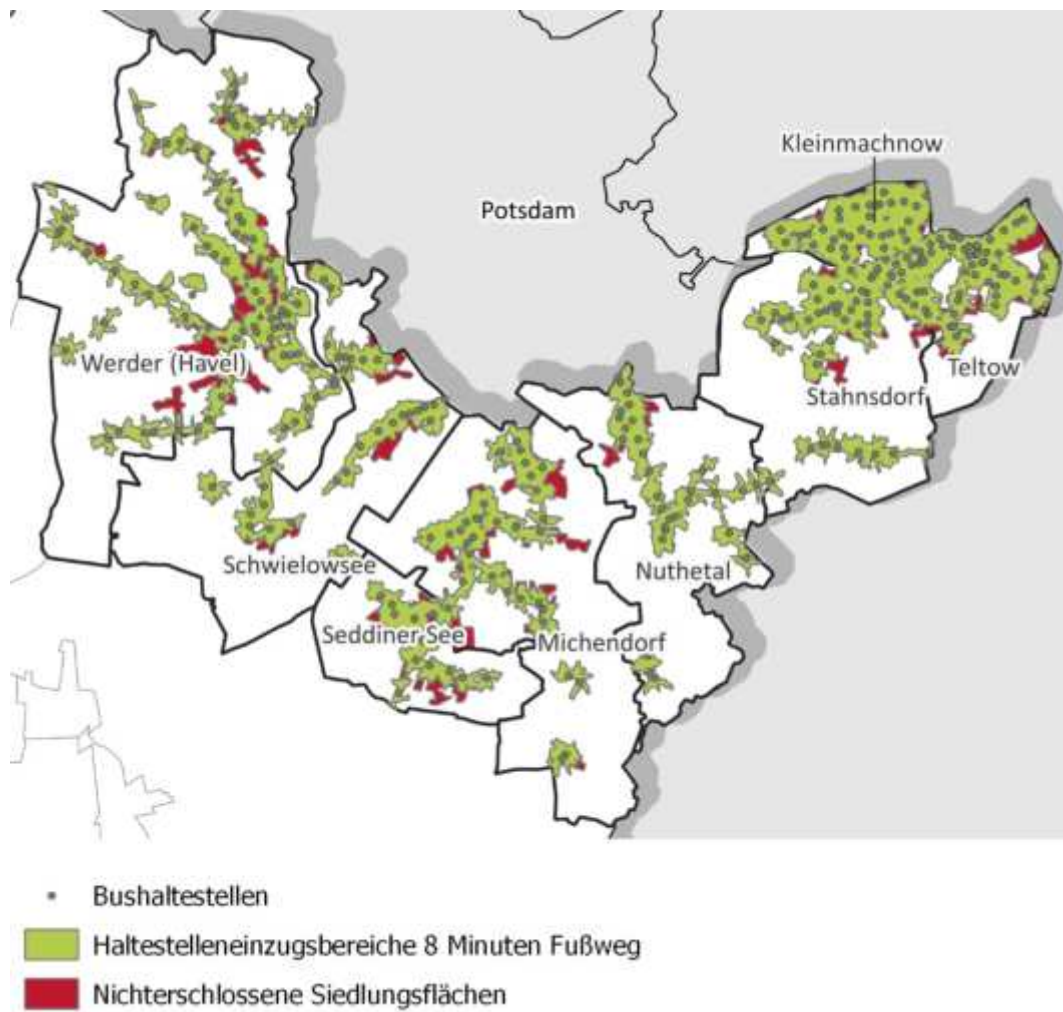 Kleinmachnow
Potsdam
Werder (Havel)
Teltow
Stahnsdorf
Schwielowsee
Nuthetal
Seddiner See
Michendorf
Bushaltestellen
Haltestelleneinzugsbereiche 8 Minuten Fußweg
Nichterschlossene Siedlungsflächen